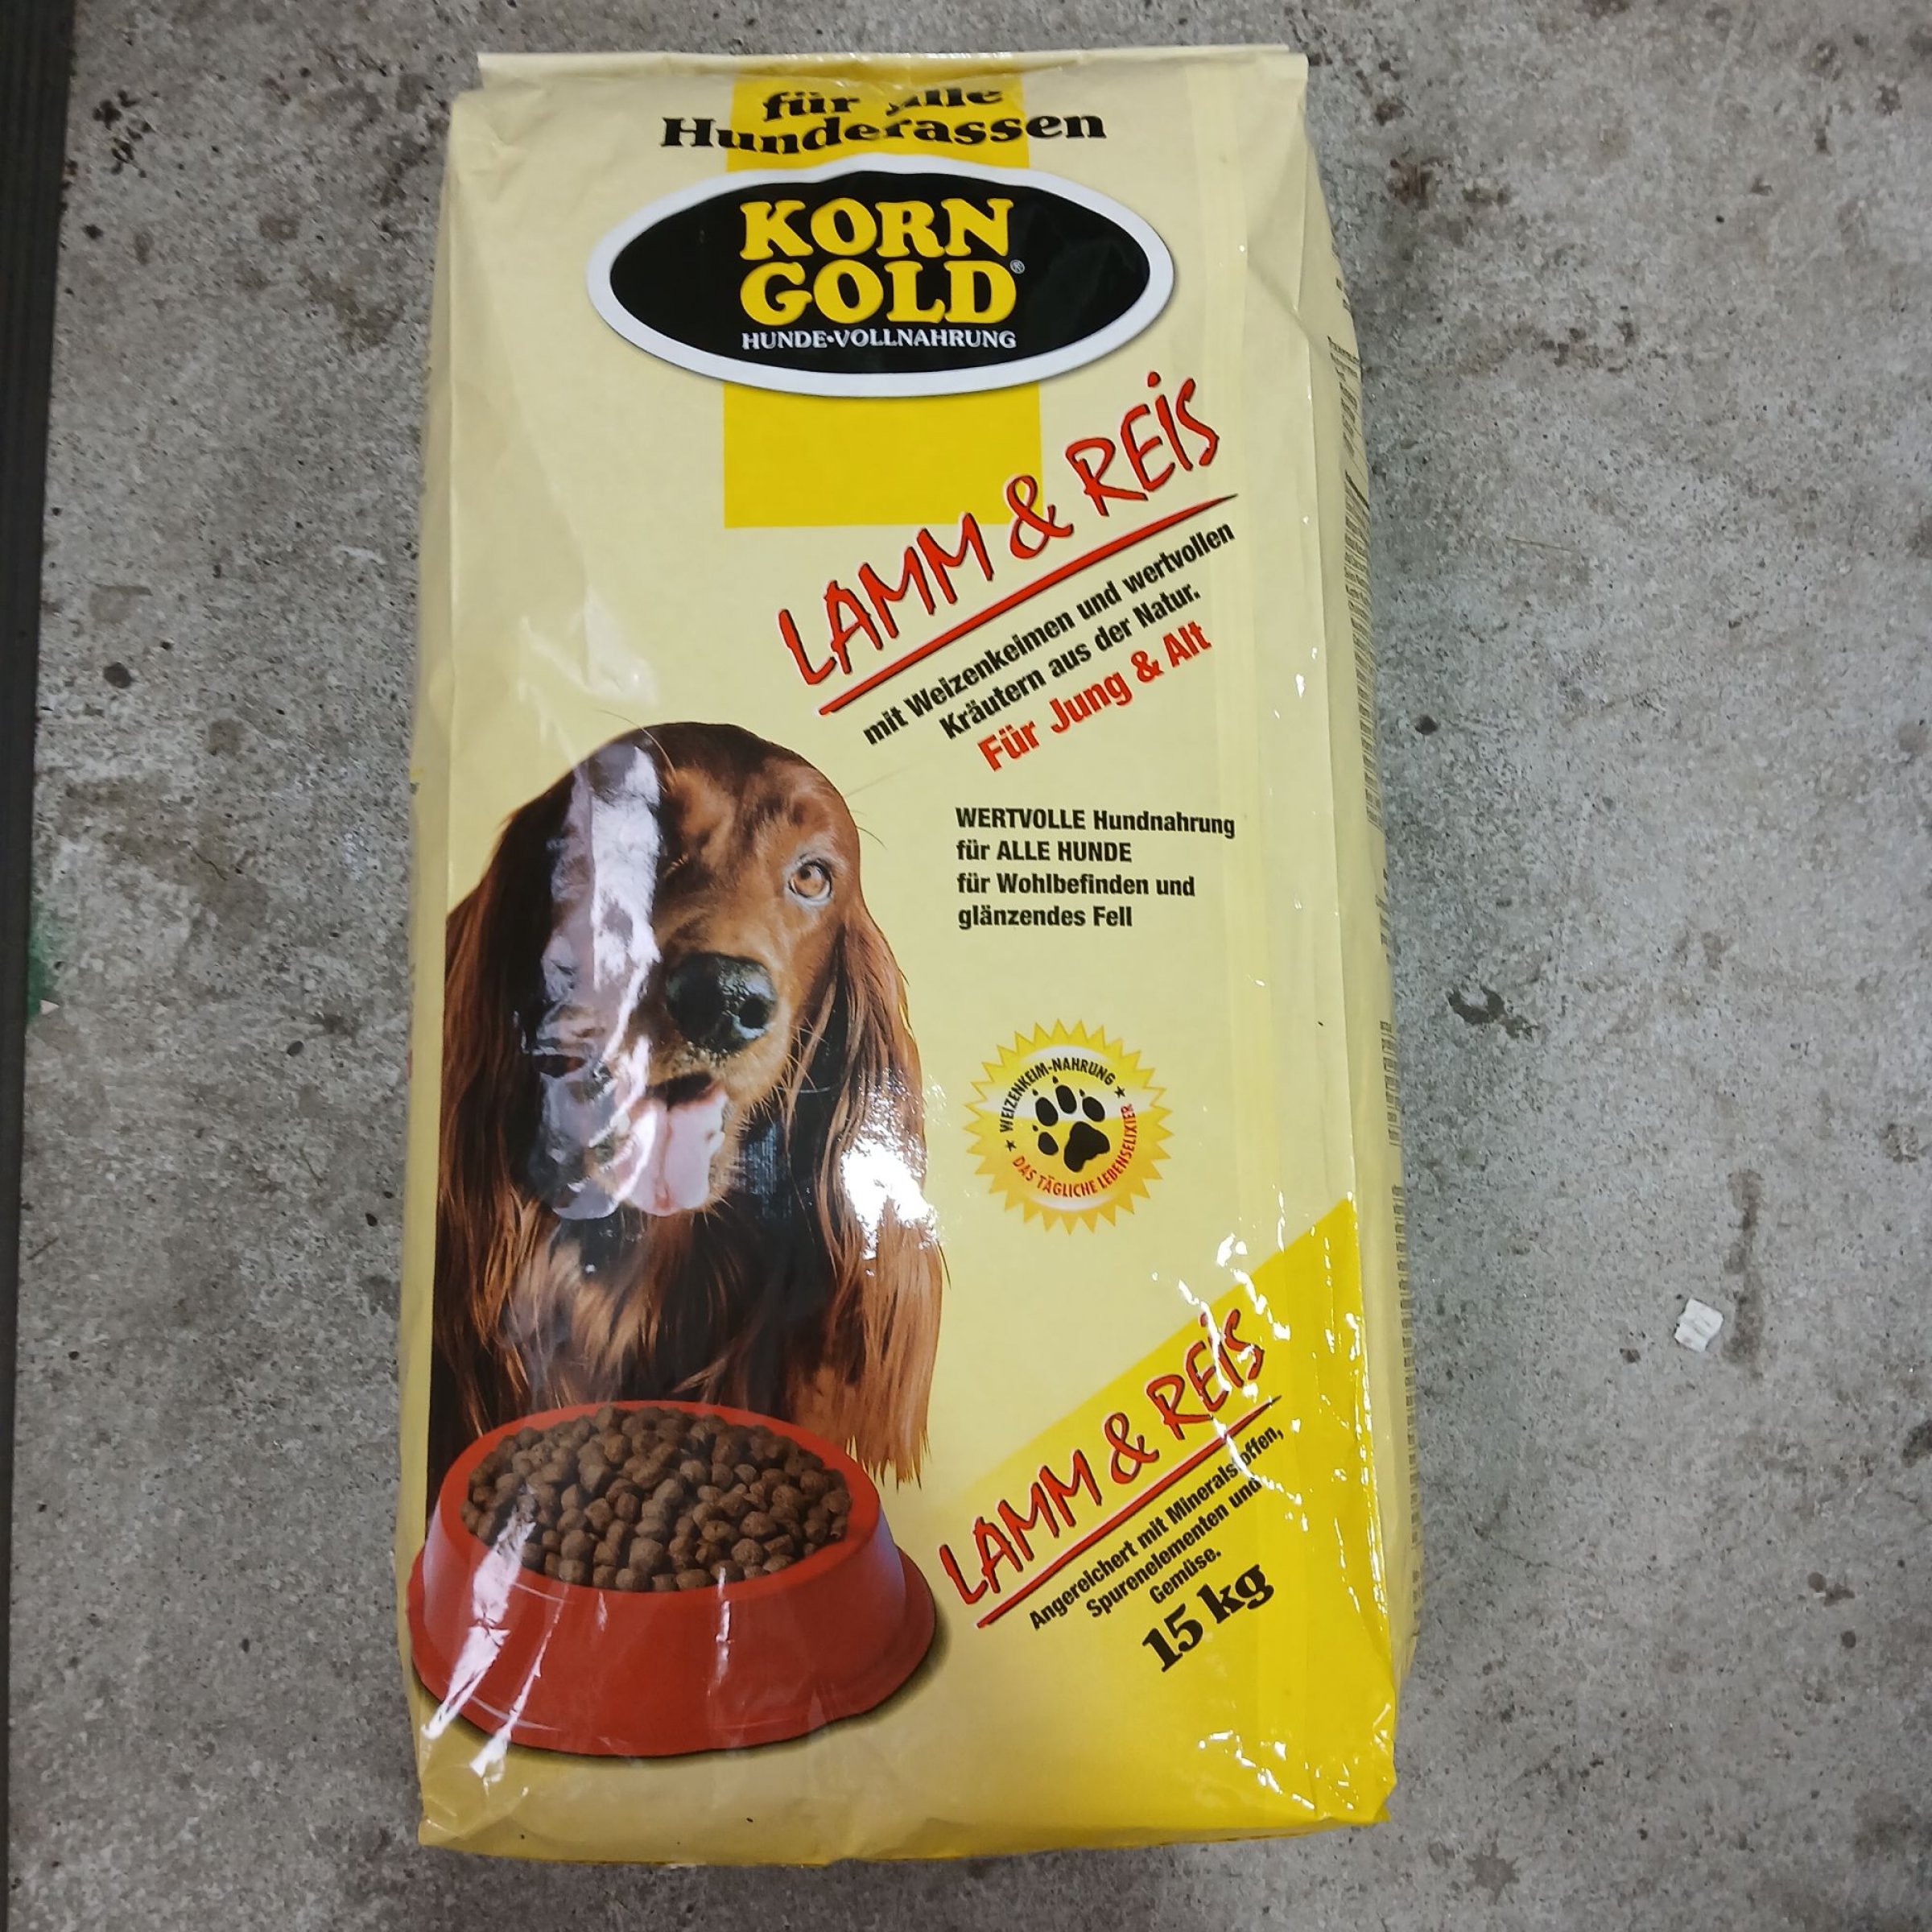 für alle
Hunderassen
KORN
GOLD®
HUNDE•VOLLNAHRUNG
LAMM & REIS
mit Weizenkeimen und wertvollen
Kräutern aus der Natur.
Für Jung & Alt
WERTVOLLE Hundnahrung
für ALLE HUNDE
für Wohlbefinden und
glänzendes Fell
★ WEIZENKEIM-NAHRUNG ★
DAS TÄGLICHE LEBENSELIXIER
LAMM & REIS
Angereichert mit Mineralstoffen,
Spurenelementen und
Gemüse.
15 kg